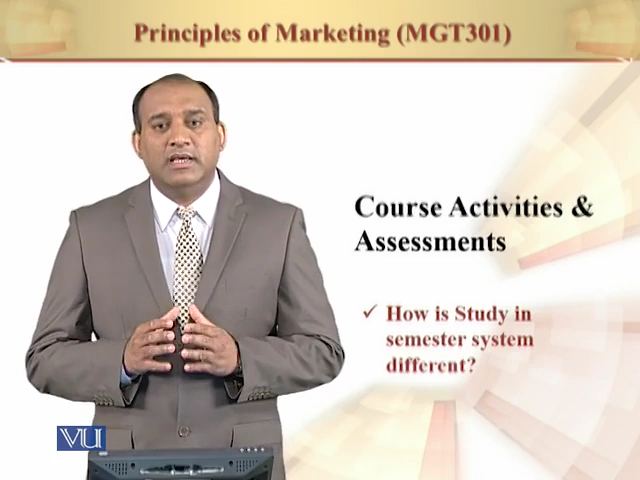 Principles of Marketing (MGT301)
Course Activities &
Assessments
✓ How is Study in
semester system
different?
VU